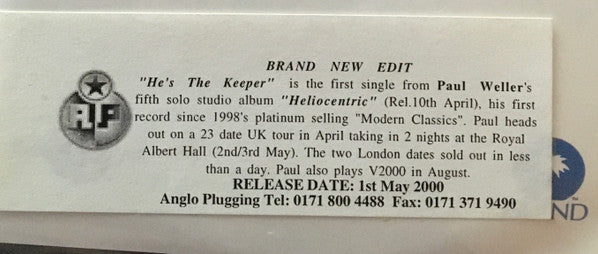 BRAND NEW EDIT
"He's The Keeper" is the first single from Paul Weller's
fifth solo studio album "Heliocentric" (Rel.10th April), his first
record since 1998's platinum selling "Modern Classics". Paul heads
out on a 23 date UK tour in April taking in 2 nights at the Royal
Albert Hall (2nd/3rd May). The two London dates sold out in less
than a day. Paul also plays V2000 in August.
RELEASE DATE: 1st May 2000
Anglo Plugging Tel: 0171 800 4488 Fax: 0171 371 9490
RF
ND